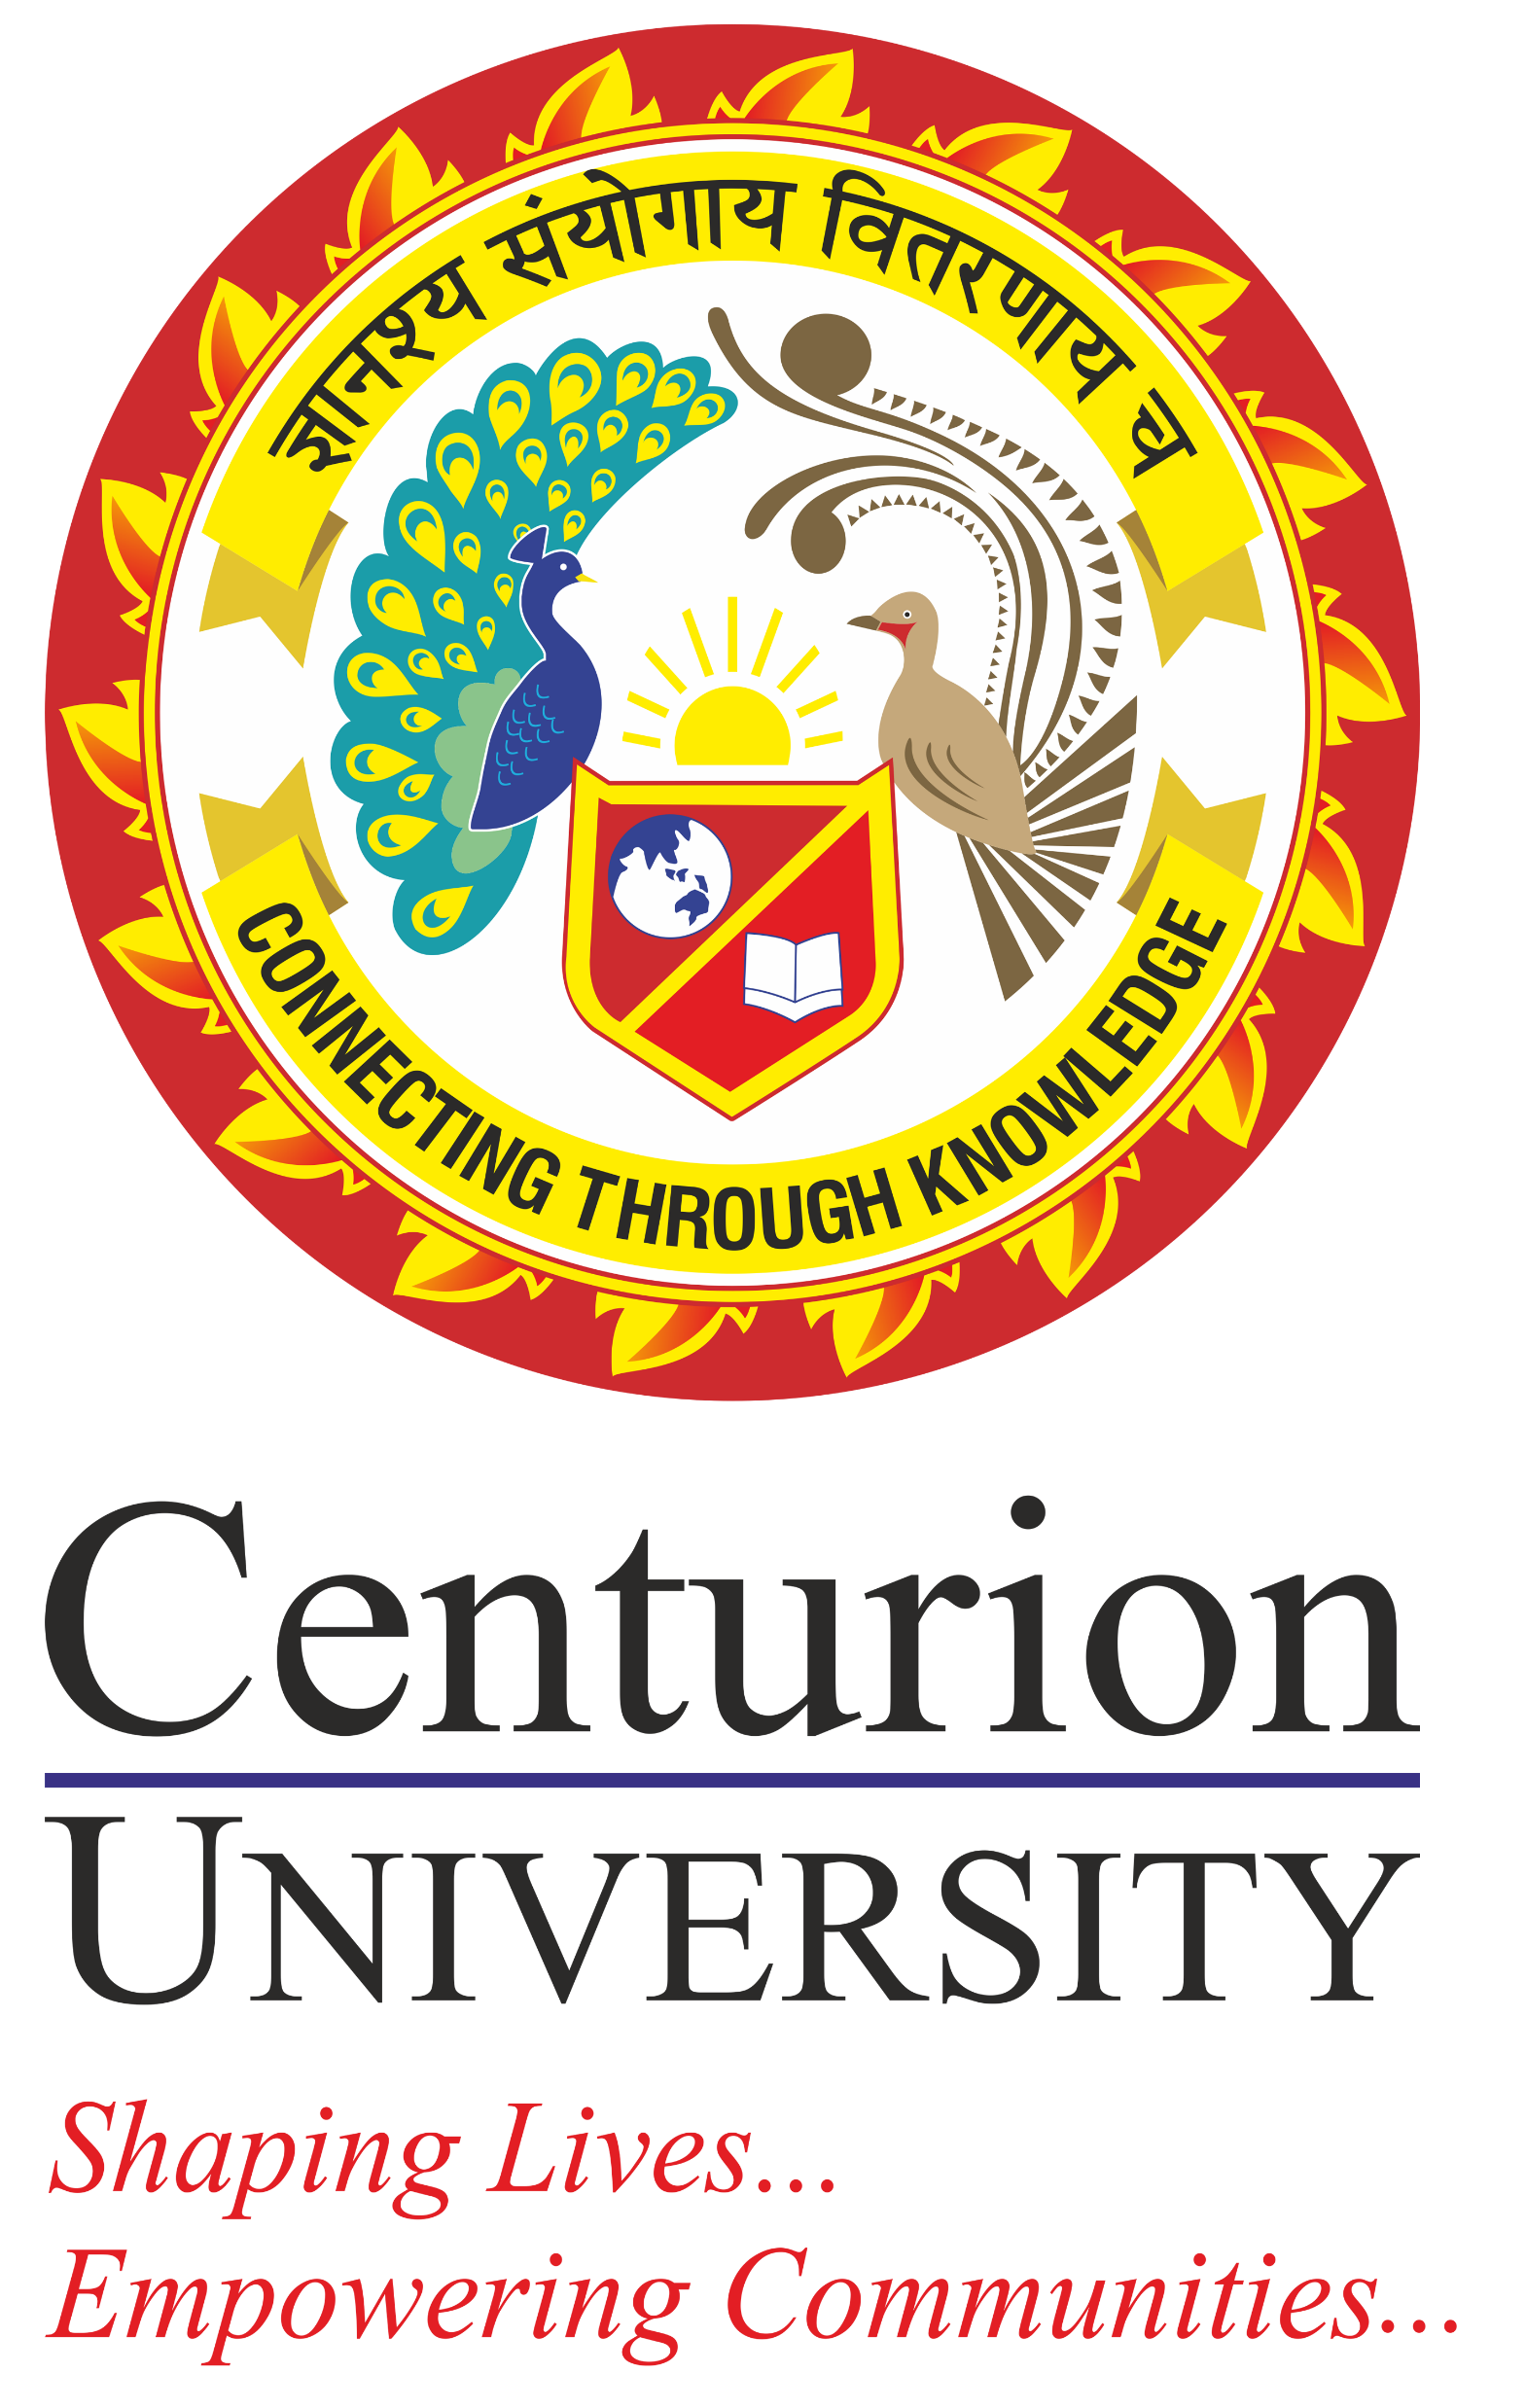 ज्ञानस्य संयोगाय वितरणाय च
CONNECTING THROUGH KNOWLEDGE
Centurion
UNIVERSITY
Shaping Lives...
Empowering Communities...